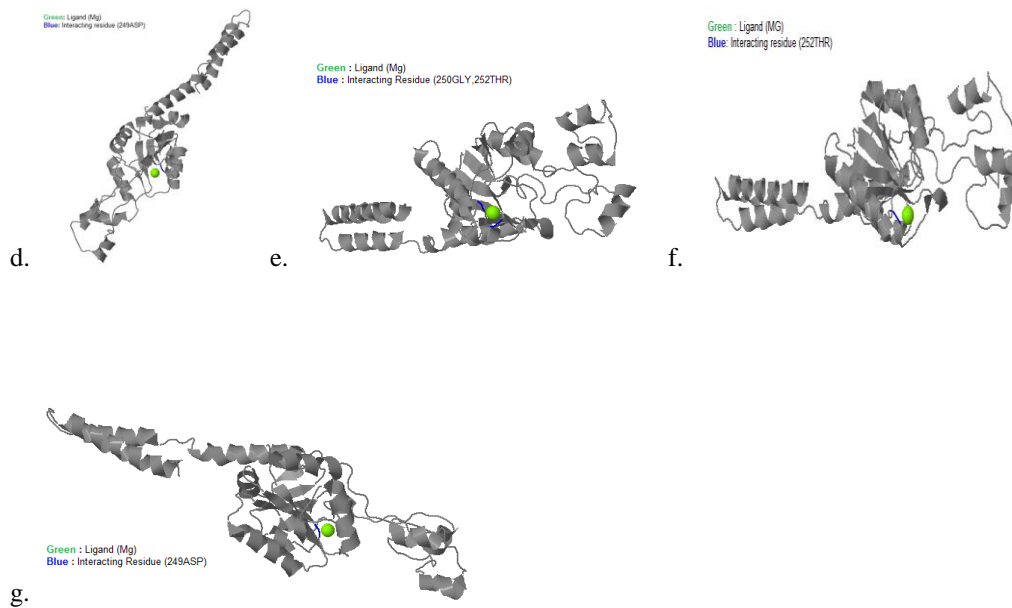 Green: Ligand (Mg)
Blue: Interacting residue (249ASP)
Green : Ligand (MG)
Blue: Interacting residue (252THR)
Green : Ligand (Mg)
Blue : Interacting Residue (250GLY,252THR)
d.
e.
f.
Green : Ligand (Mg)
Blue : Interacting Residue (249ASP)
g.